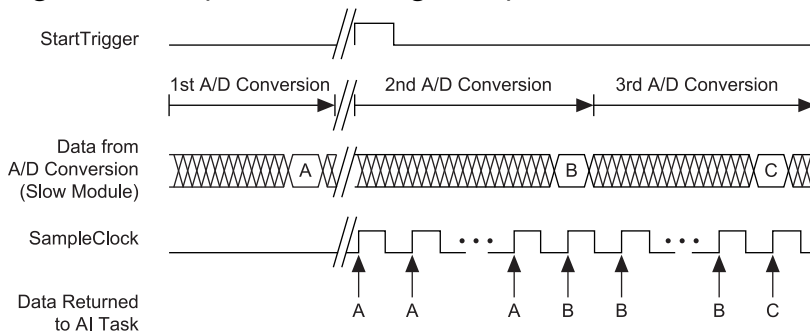 StartTrigger
1st A/D Conversion 2nd A/D Conversion 3rd A/D Conversion
Data from
A/D Conversion
(Slow Module)
A B C
SampleClock
Data Returned
to AI Task
A A A B B B C